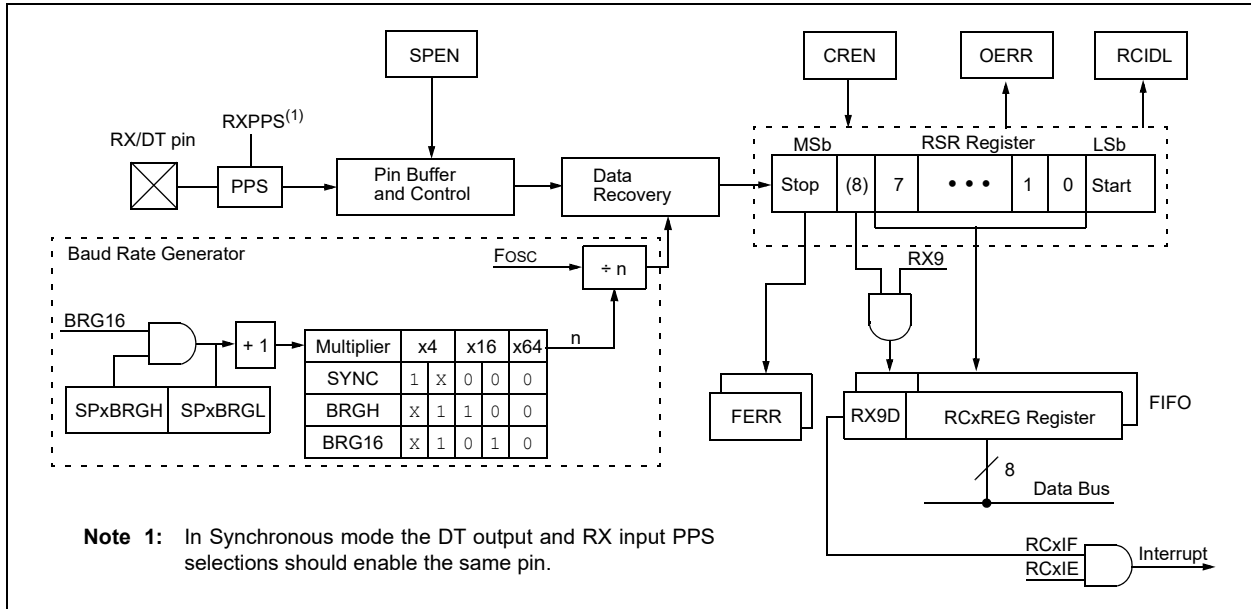 SPEN
CREN
OERR
RCIDL
RXPPS(1)
RX/DT pin
PPS
Pin Buffer
and Control
Data
Recovery
MSb
RSR Register
LSb
Stop (8) 7 • • • 1 0 Start
Baud Rate Generator
FOSC
÷ n
RX9
BRG16
+ 1
n
Multiplier x4 x16 x64
SYNC 1 X 0 0 0
BRGH X 1 1 0 0
BRG16 X 1 0 1 0
SPxBRGH SPxBRGL
FERR
RX9D RCxREG Register
FIFO
8
Data Bus
Note 1: In Synchronous mode the DT output and RX input PPS
selections should enable the same pin.
RCxIF
RCxIE
Interrupt